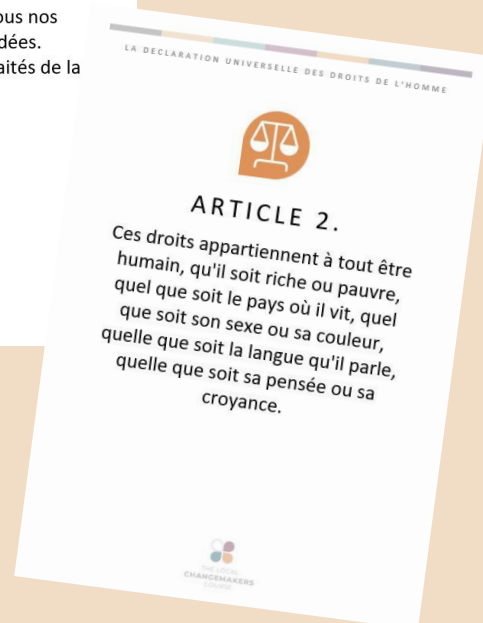 ous nos
dées.
aités de la
LA DECLARATION UNIVERSELLE DES DROITS DE L'HOMME
ARTICLE 2.
Ces droits appartiennent à tout être
humain, qu'il soit riche ou pauvre,
quel que soit le pays où il vit, quel
que soit son sexe ou sa couleur,
quelle que soit la langue qu'il parle,
quelle que soit sa pensée ou sa
croyance.
THE LOCAL
CHANGEMAKERS
COURSE